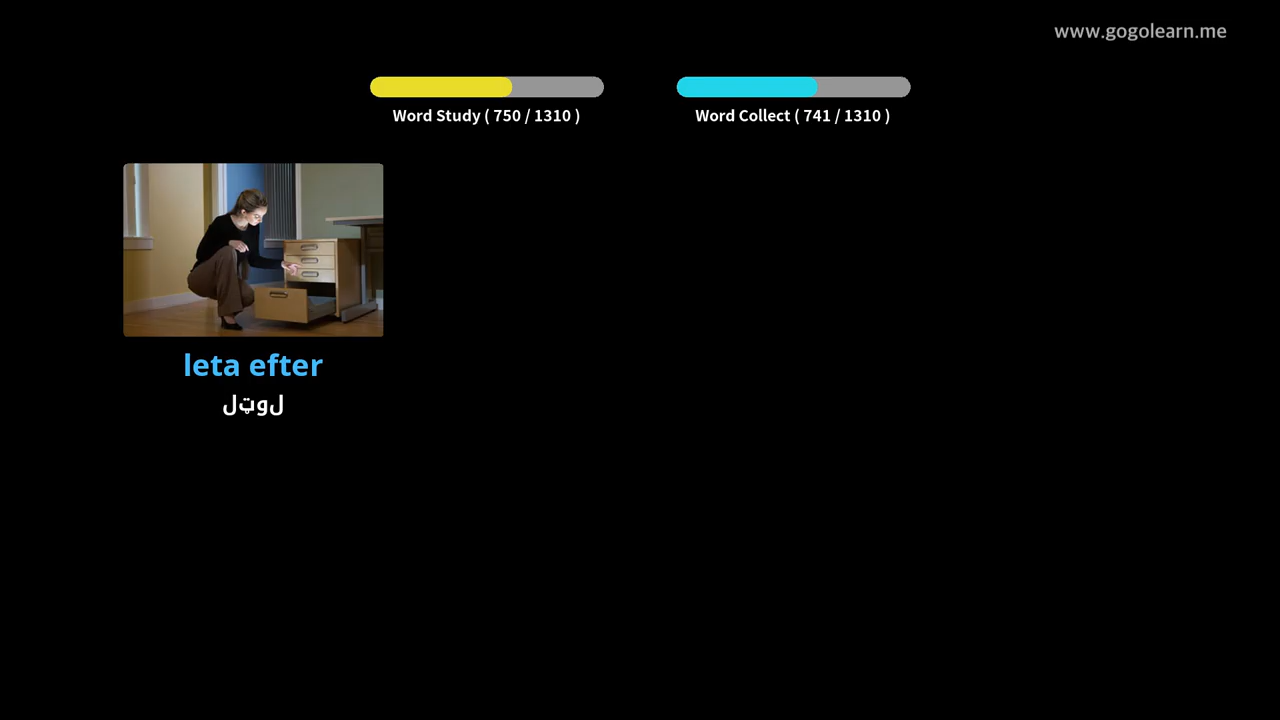 www.gogolearn.me
Word Study ( 750 / 1310 )
Word Collect ( 741 / 1310 )
leta efter
لوټل